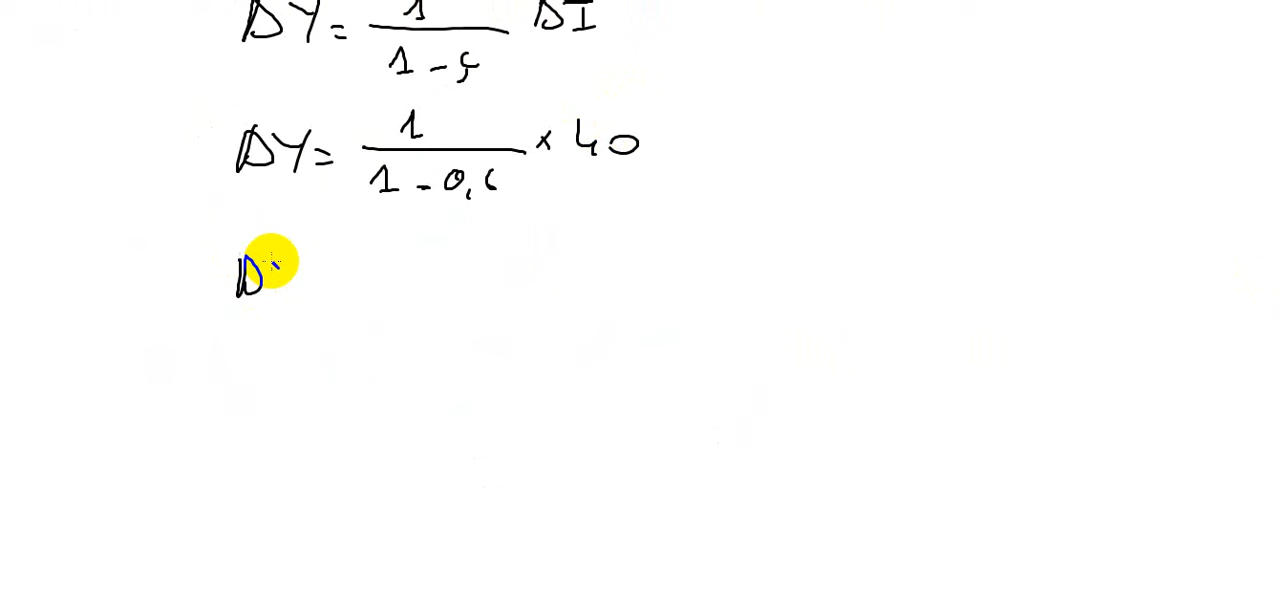 ΔY = 1/(1 - c) ΔI
ΔY = 1/(1 - 0,6) × 40
Δ